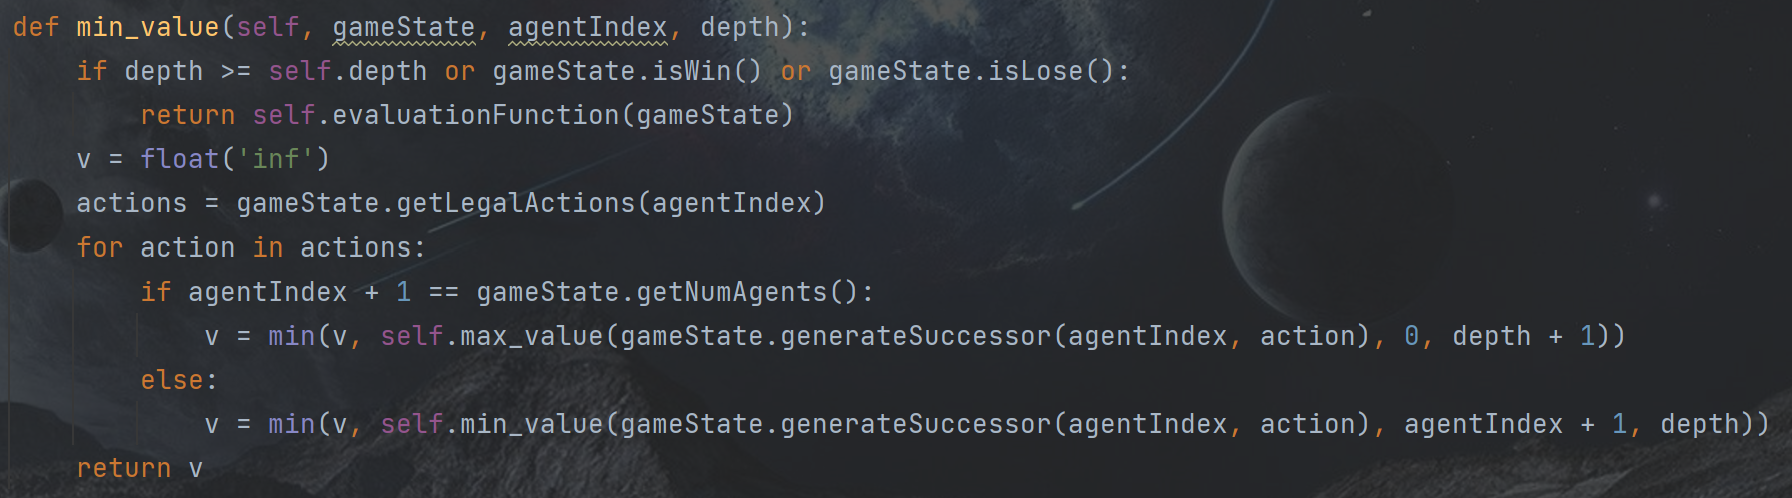 def min_value(self, gameState, agentIndex, depth):
    if depth >= self.depth or gameState.isWin() or gameState.isLose():
        return self.evaluationFunction(gameState)
    v = float('inf')
    actions = gameState.getLegalActions(agentIndex)
    for action in actions:
        if agentIndex + 1 == gameState.getNumAgents():
            v = min(v, self.max_value(gameState.generateSuccessor(agentIndex, action), 0, depth + 1))
        else:
            v = min(v, self.min_value(gameState.generateSuccessor(agentIndex, action), agentIndex + 1, depth))
    return v